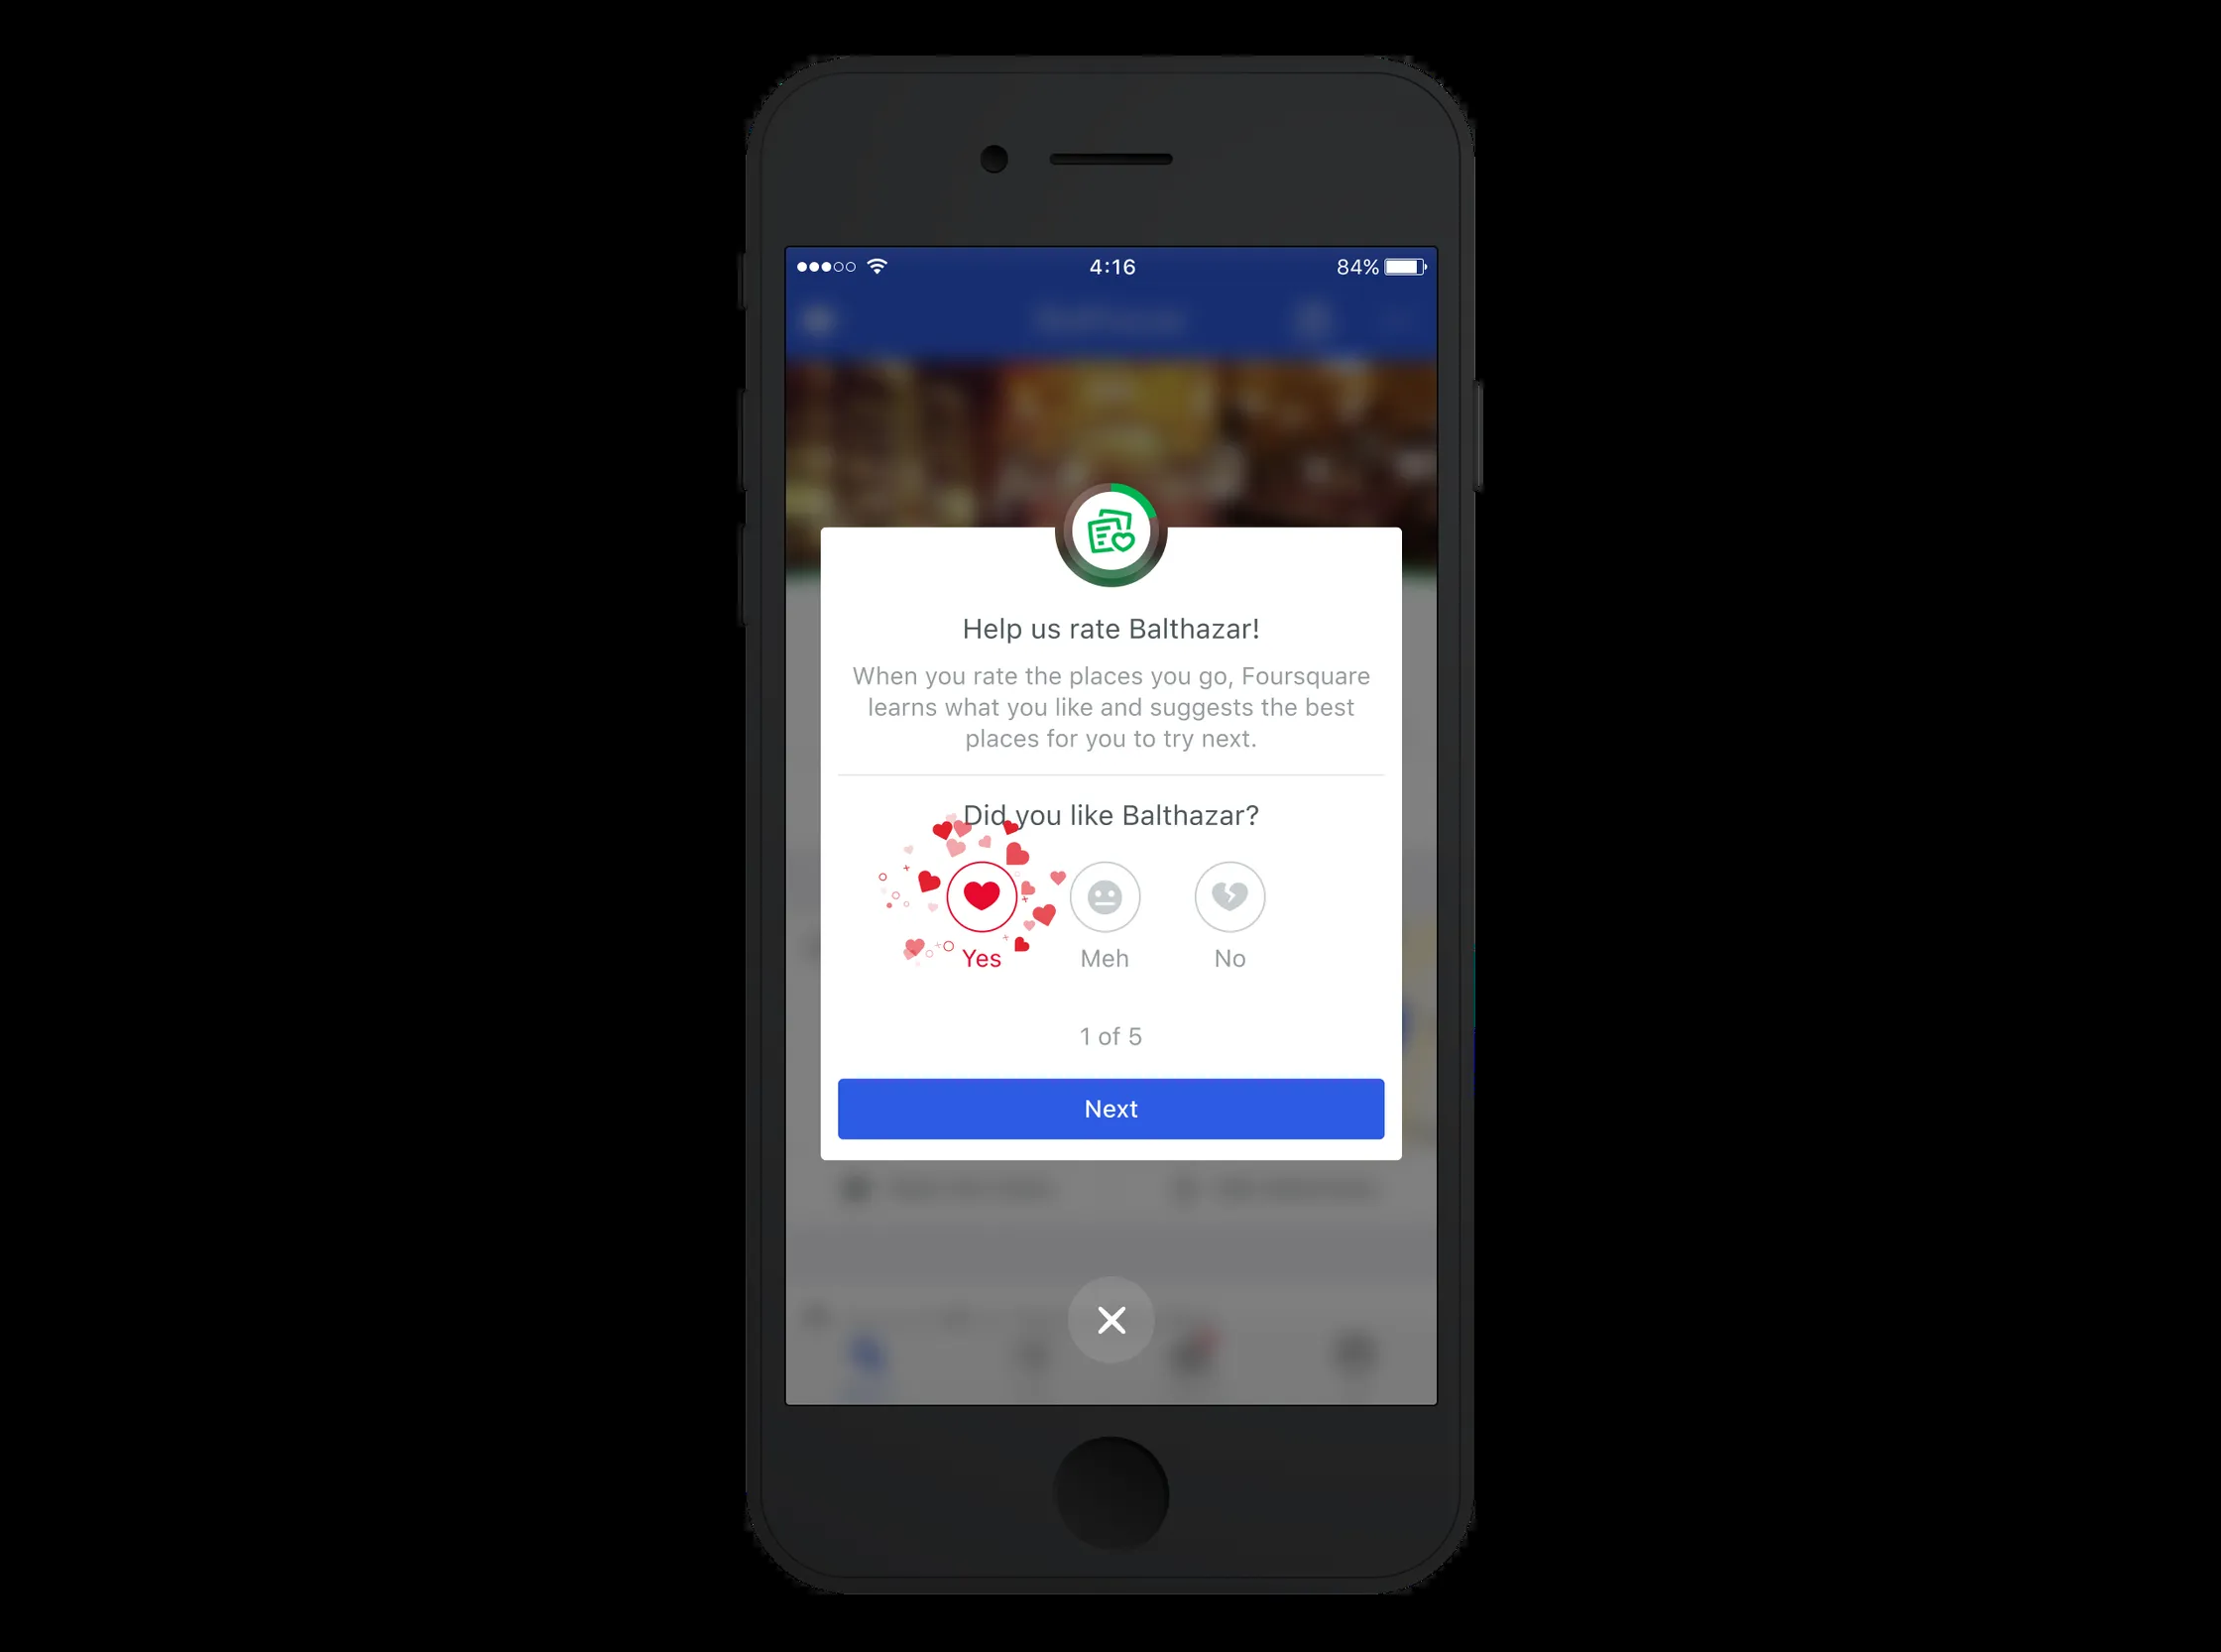 4:16
84%
Help us rate Balthazar!
When you rate the places you go, Foursquare
learns what you like and suggests the best
places for you to try next.
Did you like Balthazar?
Yes
Meh
No
1 of 5
Next